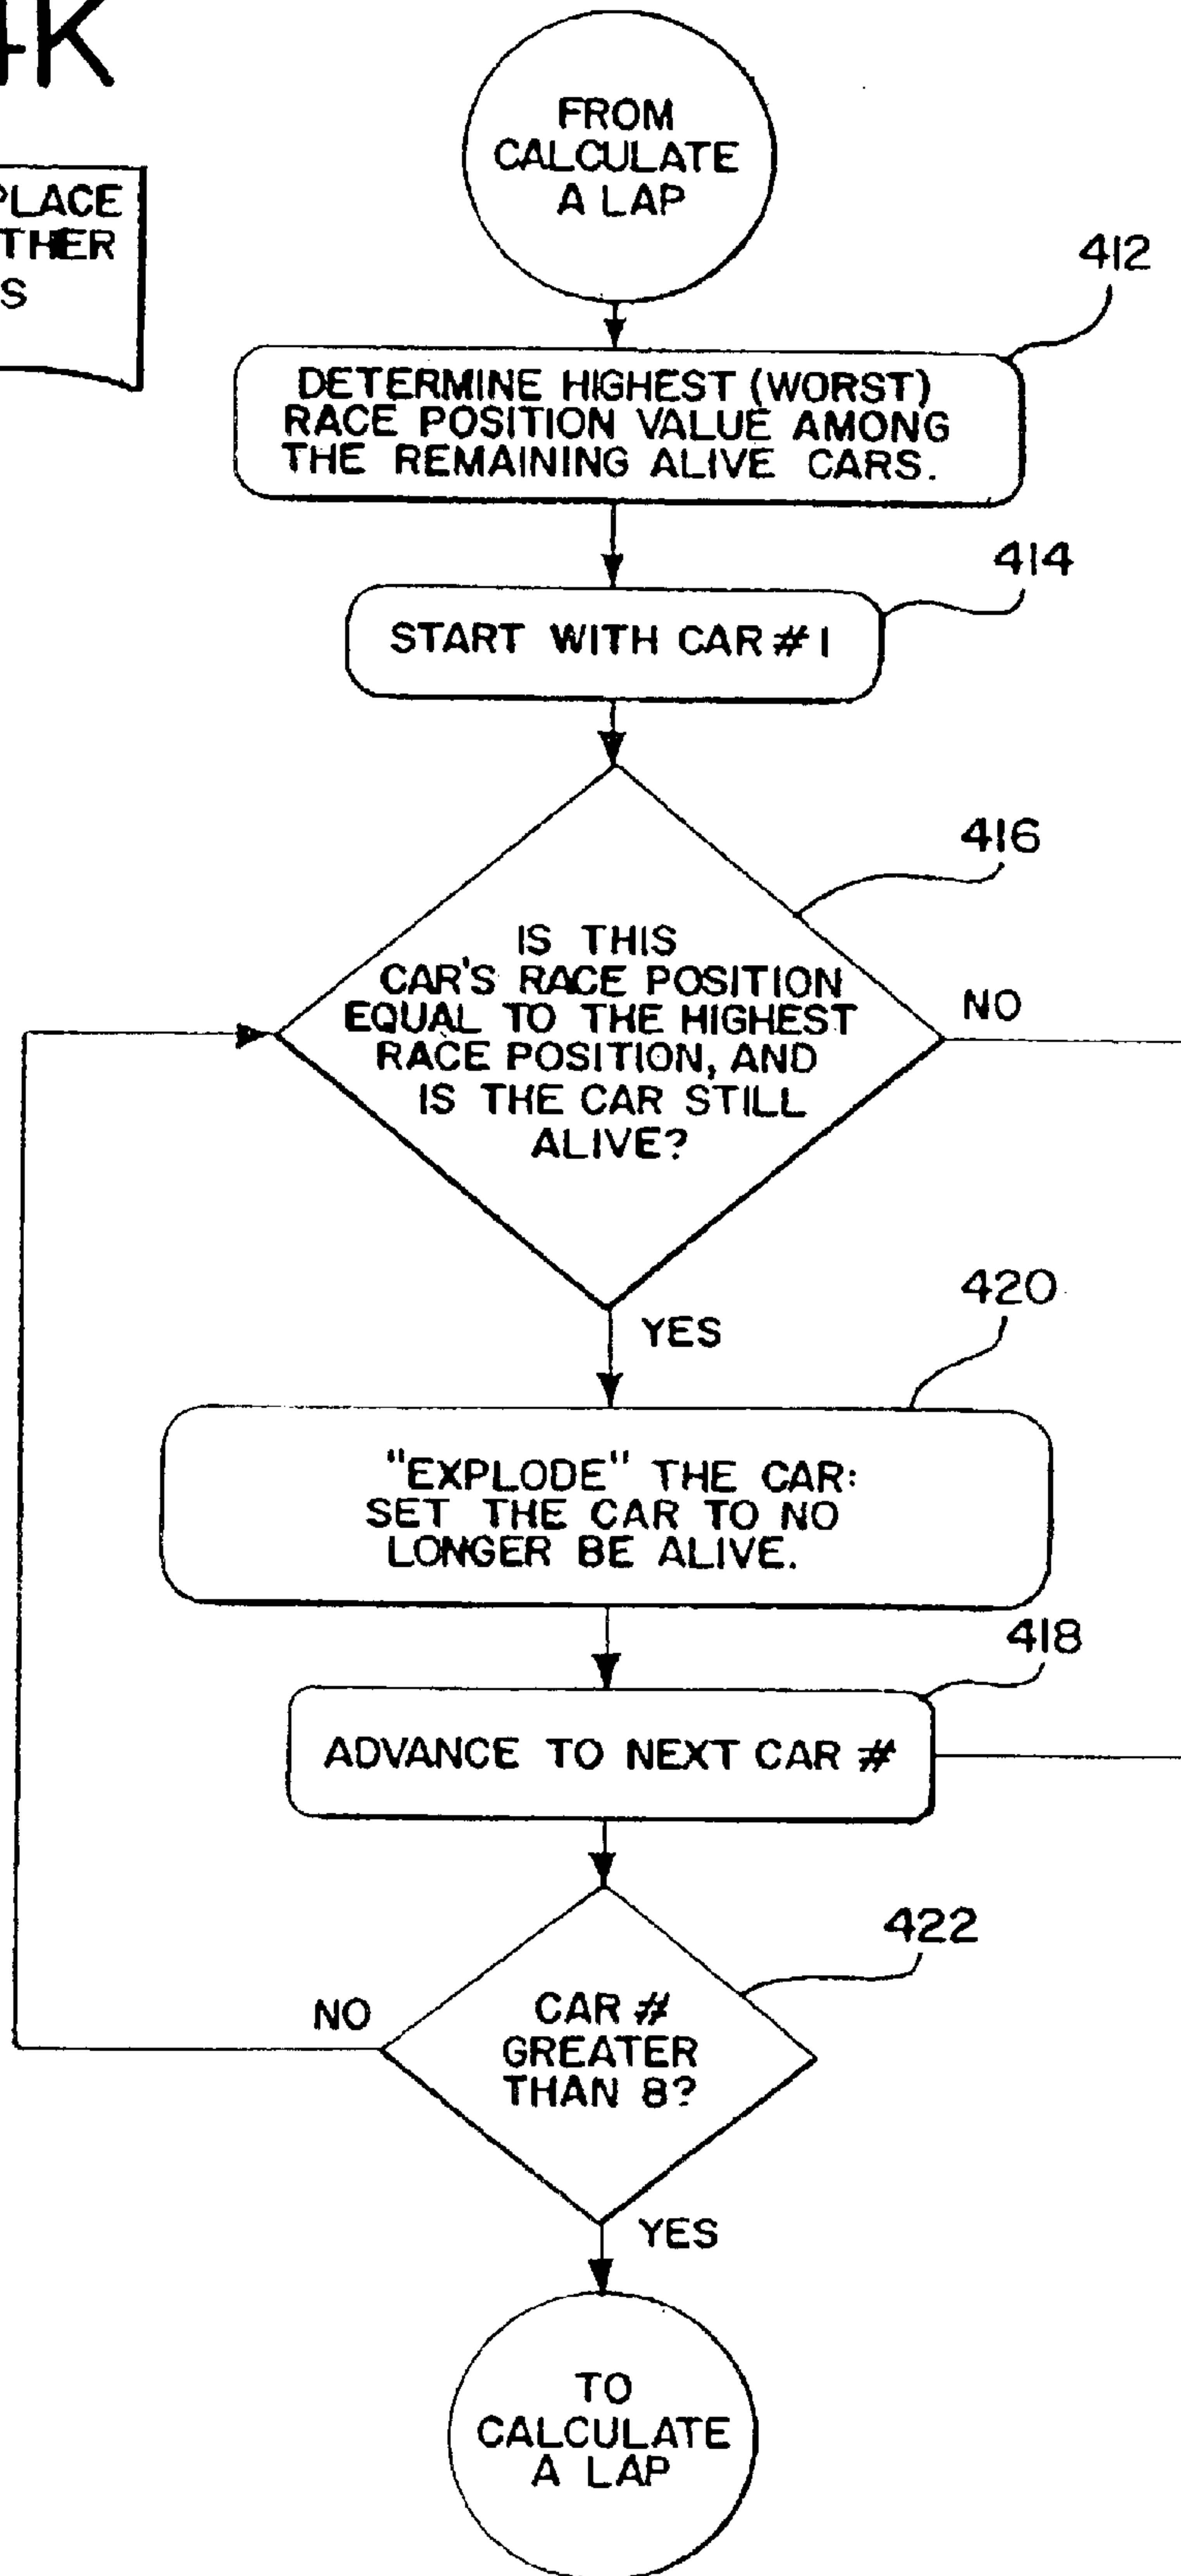 4K
PLACE
THER
S
FROM
CALCULATE
A LAP
412
DETERMINE HIGHEST (WORST)
RACE POSITION VALUE AMONG
THE REMAINING ALIVE CARS.
414
START WITH CAR # 1
416
IS THIS
CAR'S RACE POSITION
EQUAL TO THE HIGHEST
RACE POSITION, AND
IS THE CAR STILL
ALIVE?
NO
YES
420
"EXPLODE" THE CAR:
SET THE CAR TO NO
LONGER BE ALIVE.
418
ADVANCE TO NEXT CAR #
422
NO
CAR #
GREATER
THAN 8?
YES
TO
CALCULATE
A LAP